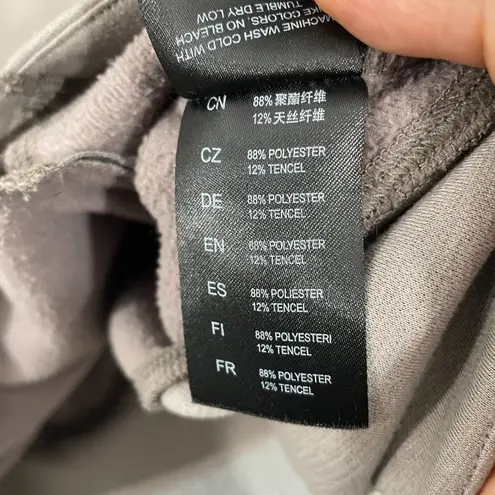 MACHINE WASH COLD WITH
COLORS, NO BLEACH
TUMBLE DRY LOW
CN 88% 聚酯纤维
12% 天丝纤维
CZ 88% POLYESTER
12% TENCEL
DE 88% POLYESTER
12% TENCEL
EN 88% POLYESTER
12% TENCEL
ES 88% POLIESTER
12% TENCEL
FI 88% POLYESTERI
12% TENCEL
FR 88% POLYESTER
12% TENCEL